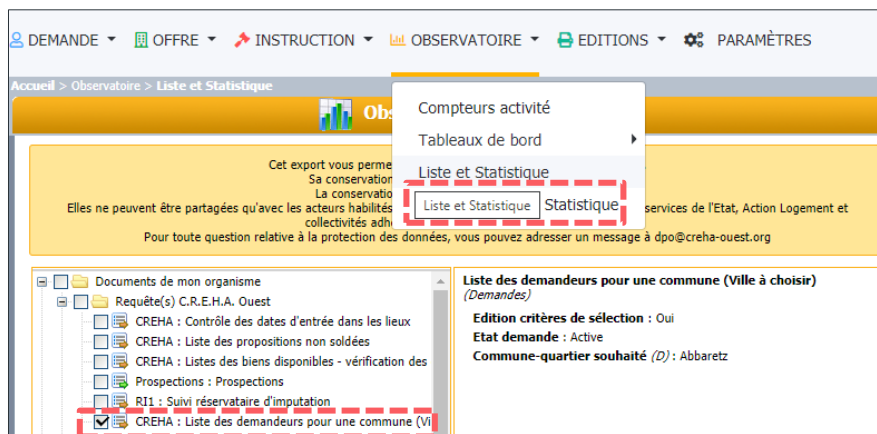 DEMANDE OFFRE INSTRUCTION OBSERVATOIRE EDITIONS PARAMÈTRES
Accueil > Observatoire > Liste et Statistique
Obs
Compteurs activité
Tableaux de bord
Liste et Statistique
Liste et Statistique Statistique
Cet export vous perme
Sa conservation
La conservatio
Elles ne peuvent être partagées qu'avec les acteurs habilités services de l'Etat, Action Logement et
collectivités adh
Pour toute question relative à la protection des données, vous pouvez adresser un message à dpo@creha-ouest.org
Documents de mon organisme
Requête(s) C.R.E.H.A. Ouest
CREHA : Contrôle des dates d'entrée dans les lieux
CREHA : Liste des propositions non soldées
CREHA : Listes des biens disponibles - vérification des
Prospections : Prospections
RI1 : Suivi réservataire d'imputation
CREHA : Liste des demandeurs pour une commune (Vi
Liste des demandeurs pour une commune (Ville à choisir)
(Demandes)
Edition critères de sélection : Oui
Etat demande : Active
Commune-quartier souhaité (D) : Abbaretz